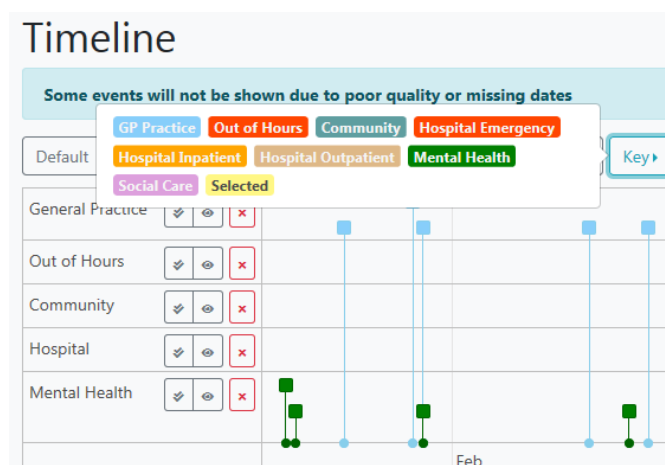 Timeline
Some events will not be shown due to poor quality or missing dates
GP Practice Out of Hours Community Hospital Emergency
Default Hospital Inpatient Hospital Outpatient Mental Health Key
Social Care Selected
General Practice
Out of Hours
Community
Hospital
Mental Health
Feb